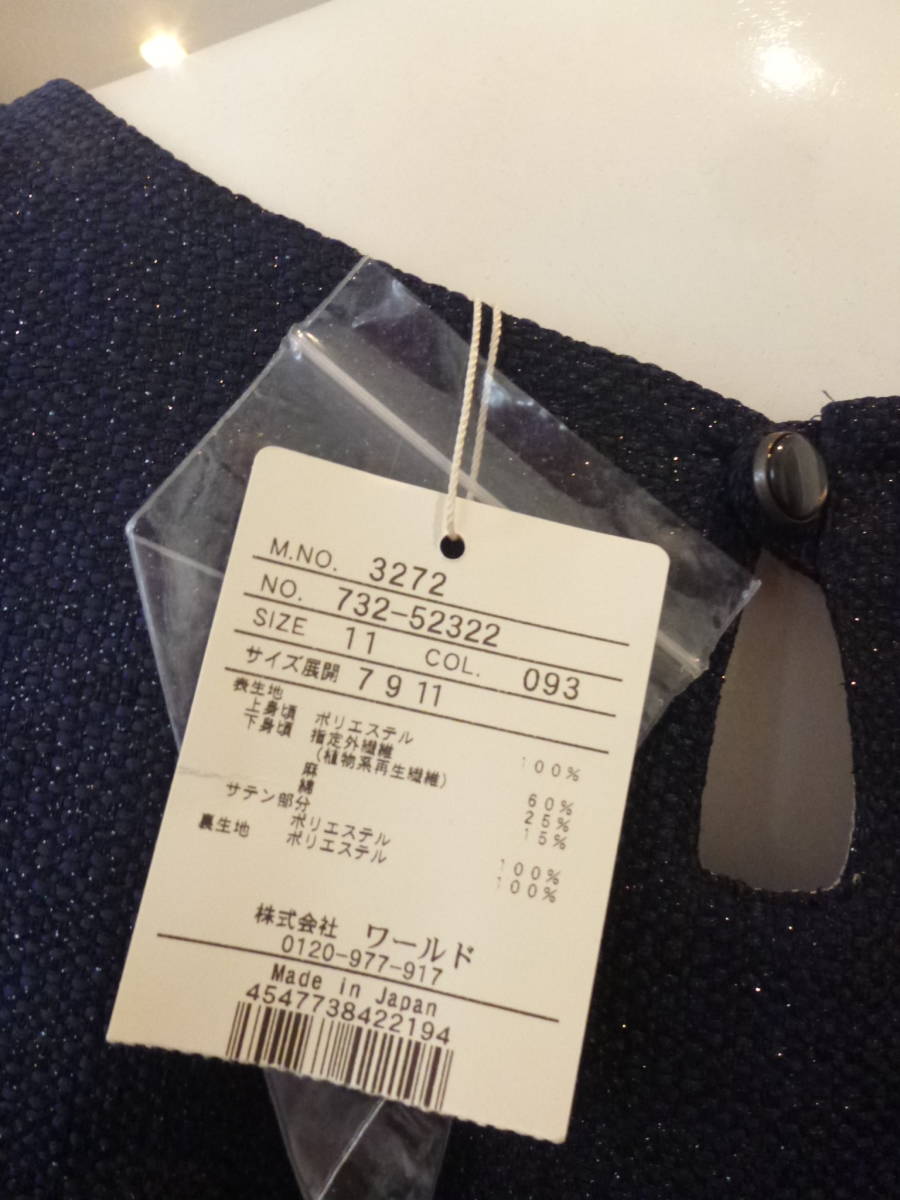 M.NO. 3272
NO. 732-52322
SIZE 11 COL. 093
サイズ展開 7 9 11
表生地
上身頃 ポリエステル 100%
下身頃 指定外繊維
(植物系再生繊維) 60%
麻 25%
綿 15%
サテン部分
ポリエステル 100%
裏生地 ポリエステル 100%
株式会社 ワールド
0120-977-917
Made in Japan
4547738422194